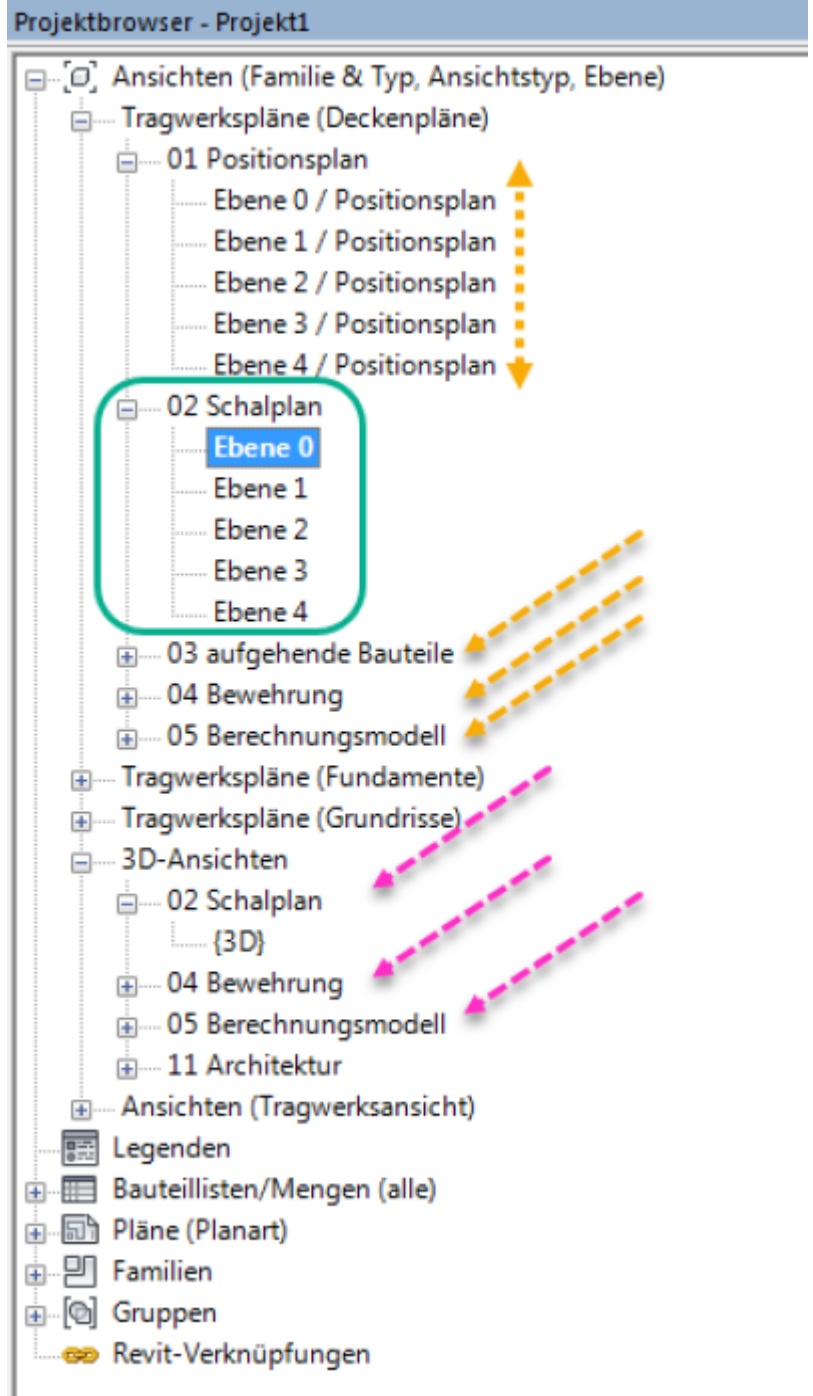 Projektbrowser - Projekt1
Ansichten (Familie & Typ, Ansichtstyp, Ebene)
Tragwerkspläne (Deckenpläne)
01 Positionsplan
Ebene 0 / Positionsplan
Ebene 1 / Positionsplan
Ebene 2 / Positionsplan
Ebene 3 / Positionsplan
Ebene 4 / Positionsplan
02 Schalplan
Ebene 0
Ebene 1
Ebene 2
Ebene 3
Ebene 4
03 aufgehende Bauteile
04 Bewehrung
05 Berechnungsmodell
Tragwerkspläne (Fundamente)
Tragwerkspläne (Grundrisse)
3D-Ansichten
02 Schalplan
{3D}
04 Bewehrung
05 Berechnungsmodell
11 Architektur
Ansichten (Tragwerksansicht)
Legenden
Bauteillisten/Mengen (alle)
Pläne (Planart)
Familien
Gruppen
Revit-Verknüpfungen